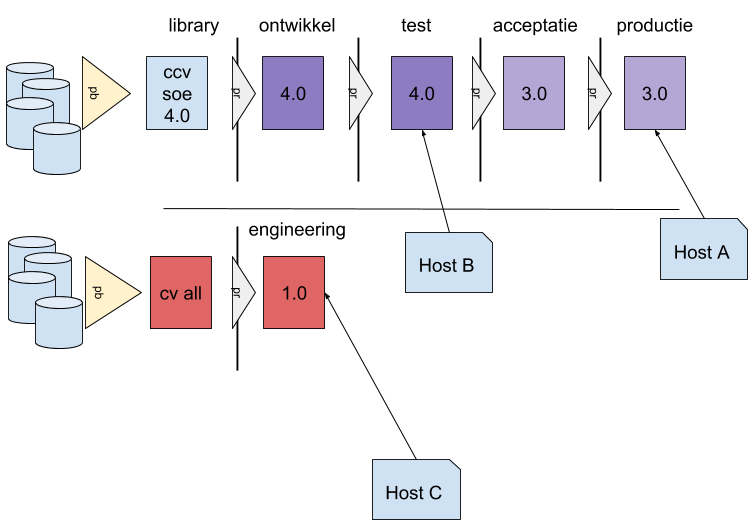 library
ontwikkel
test
acceptatie
productie
pb
ccv
soe
4.0
pr
4.0
pr
4.0
pr
3.0
pr
3.0
engineering
Host B
Host A
pb
cv all
pr
1.0
Host C